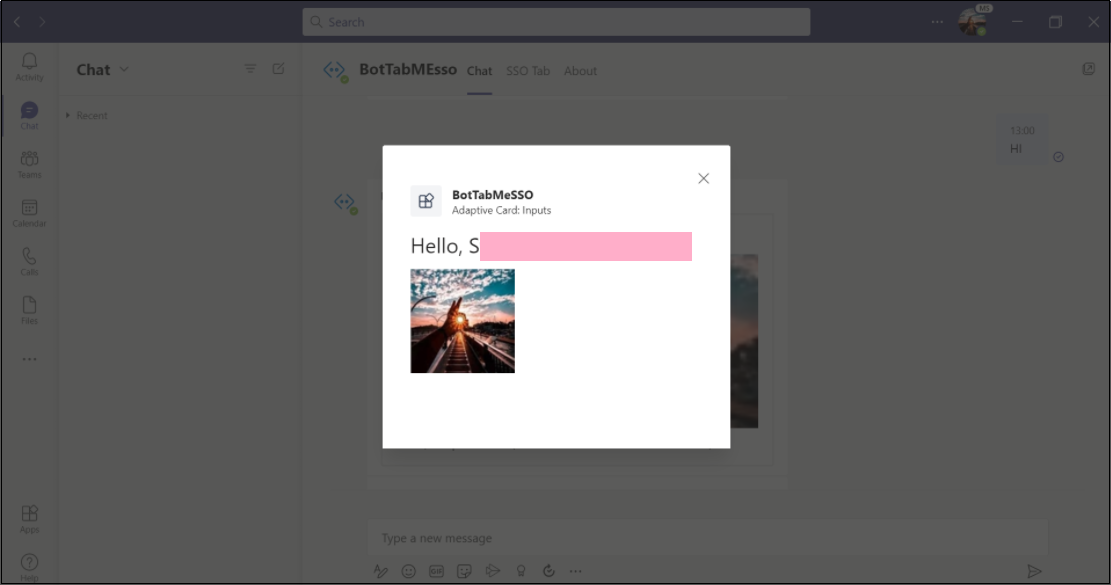 Search
MS
Activity
Chat
Teams
Calendar
Calls
Files
Apps
Help
Chat
Recent
BotTabMEsso Chat SSO Tab About
13:00
HI
BotTabMeSSO
Adaptive Card: Inputs
Hello, S
Type a new message
GIF